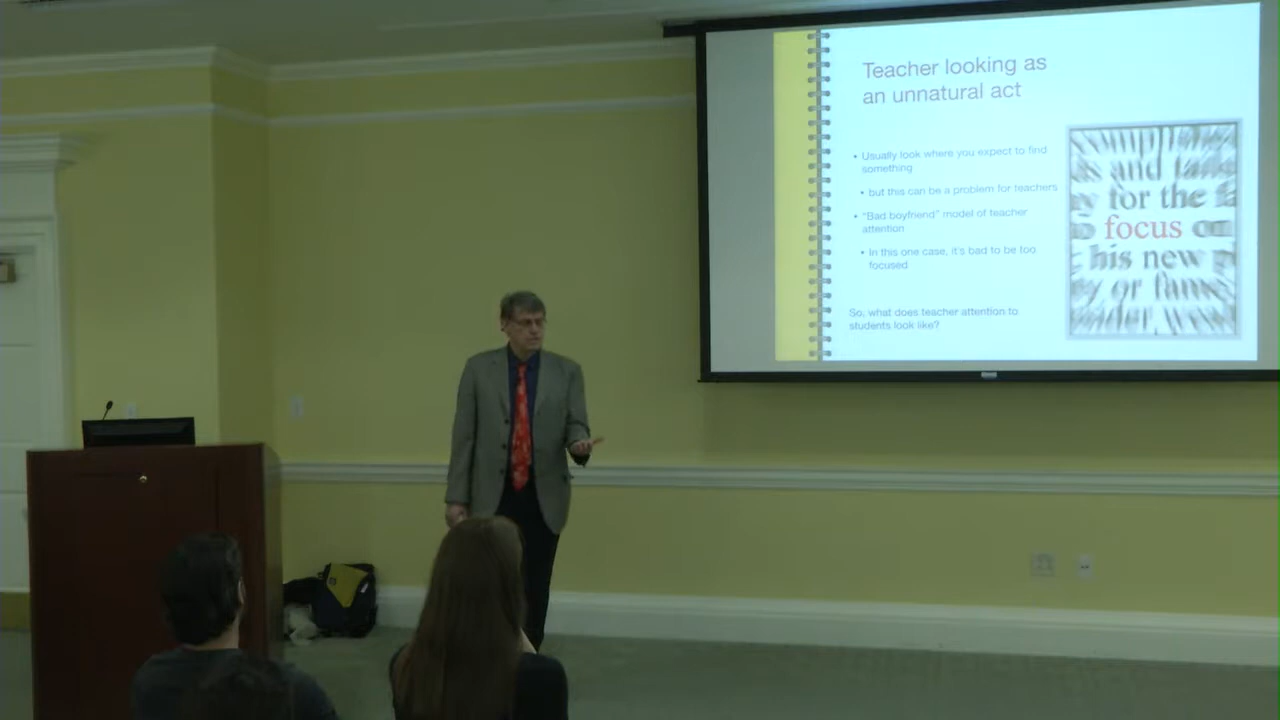 Teacher looking as
an unnatural act
• Usually look where you expect to find
something
• but this can be a problem for teachers
• “Bad boyfriend” model of teacher
attention
• In this one case, it's bad to be too
focused
So, what does teacher attention to
students look like?
and
for the
focus on
his new
or